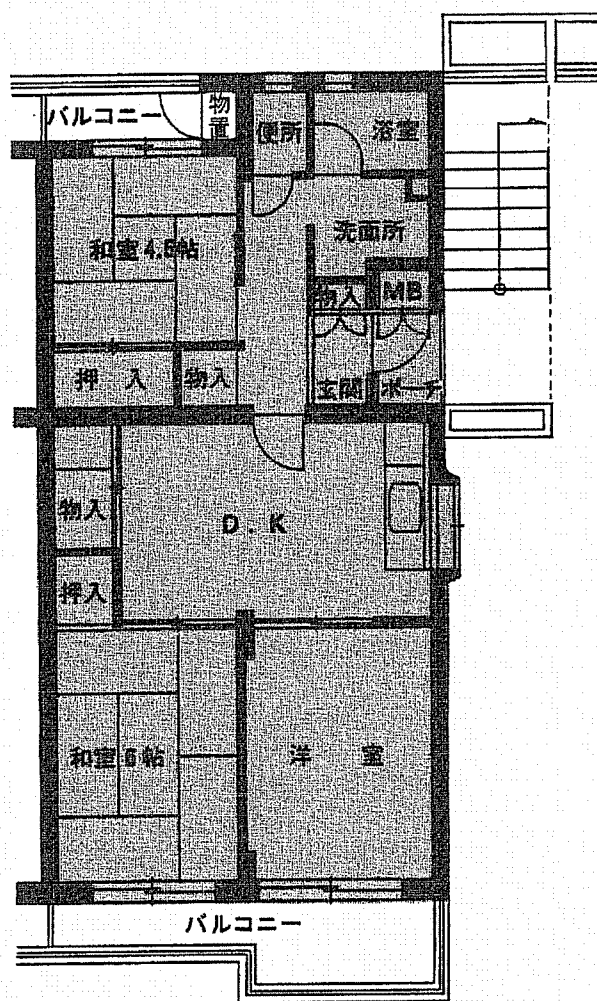 バルコニー
物置
便所
浴室
和室 4.5帖
洗面所
物入
MB
押 入
物入
玄関
ポーチ
物入
D．K
押入
和室 6 帖
洋 室
バルコニー